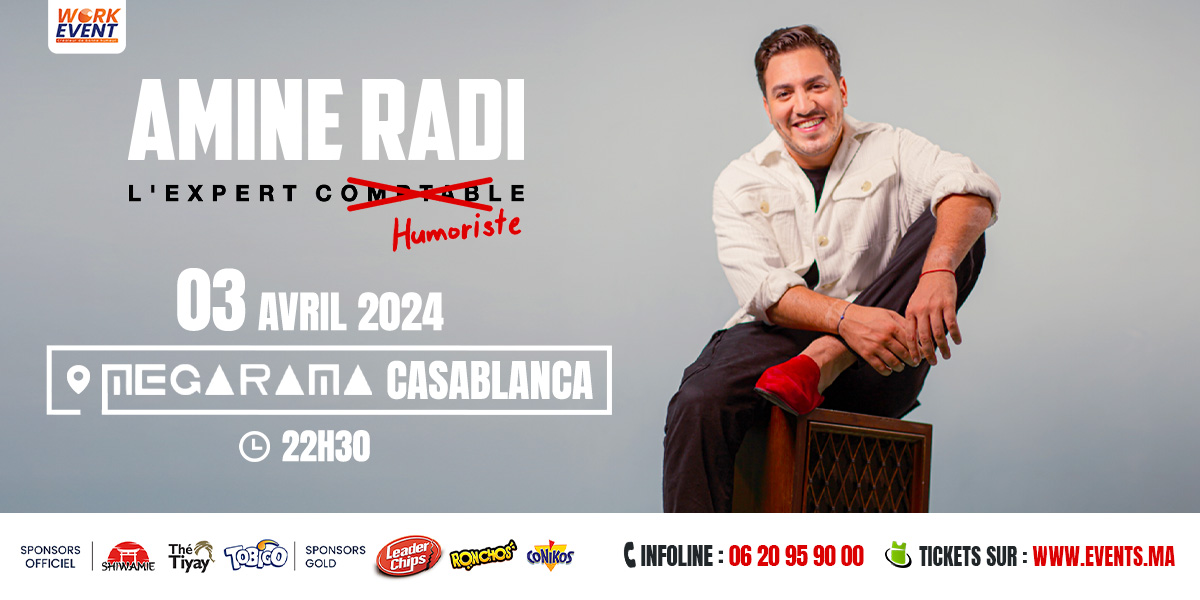 WORK
EVENT
AMINE RADI
L'EXPERT COMPTABLE
Humoriste
03 AVRIL 2024
MEGARAMA CASABLANCA
22H30
SPONSORS
OFFICIEL
SHIWAMIE
Thé
Tiyay
TOBIGO
SPONSORS
GOLD
Leader
Chips
RONCHOS
CONIKOS
INFOLINE : 06 20 95 90 00
TICKETS SUR : WWW.EVENTS.MA